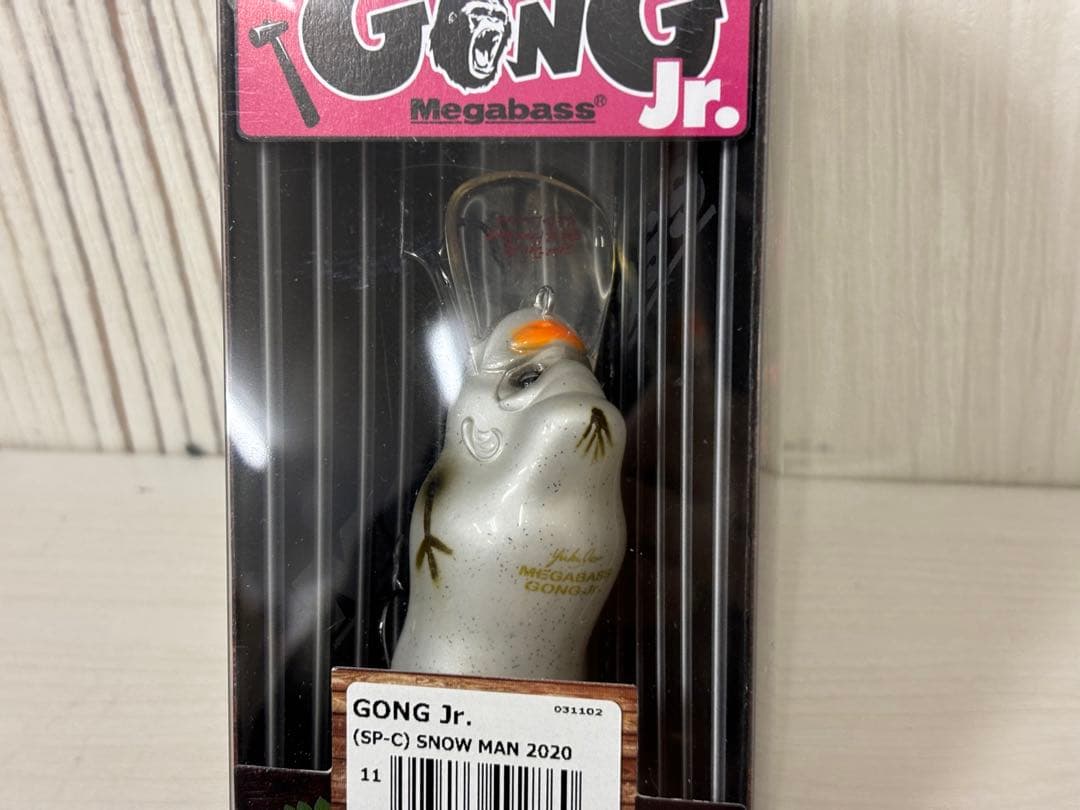 GONG
Jr.
Megabass®
MEGABASS
GONG-Jr.
GONG Jr.
031102
(SP-C) SNOW MAN 2020
11